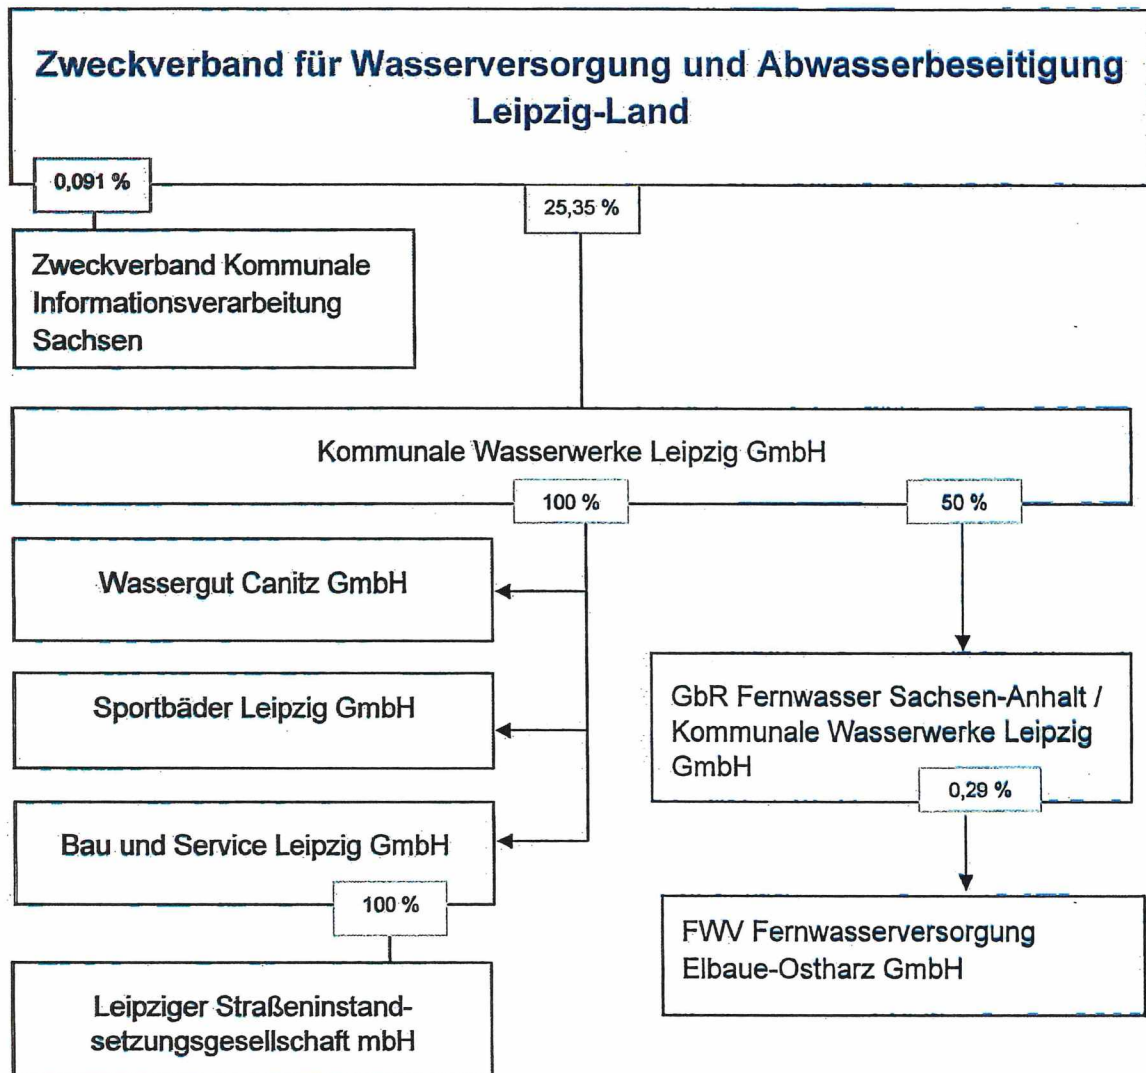 Zweckverband für Wasserversorgung und Abwasserbeseitigung
Leipzig-Land
0,091 %
25,35 %
Zweckverband Kommunale
Informationsverarbeitung
Sachsen
Kommunale Wasserwerke Leipzig GmbH
100 %
50 %
Wassergut Canitz GmbH
Sportbäder Leipzig GmbH
Bau und Service Leipzig GmbH
100 %
Leipziger Straßeninstand-
setzungsgesellschaft mbH
GbR Fernwasser Sachsen-Anhalt /
Kommunale Wasserwerke Leipzig
GmbH
0,29 %
FWV Fernwasserversorgung
Elbaue-Ostharz GmbH